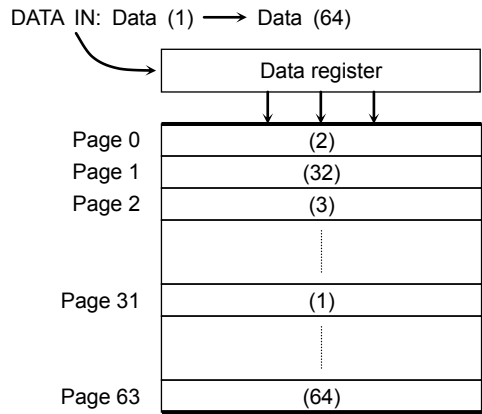 DATA IN: Data (1) → Data (64)
Data register
Page 0 (2)
Page 1 (32)
Page 2 (3)
Page 31 (1)
Page 63 (64)